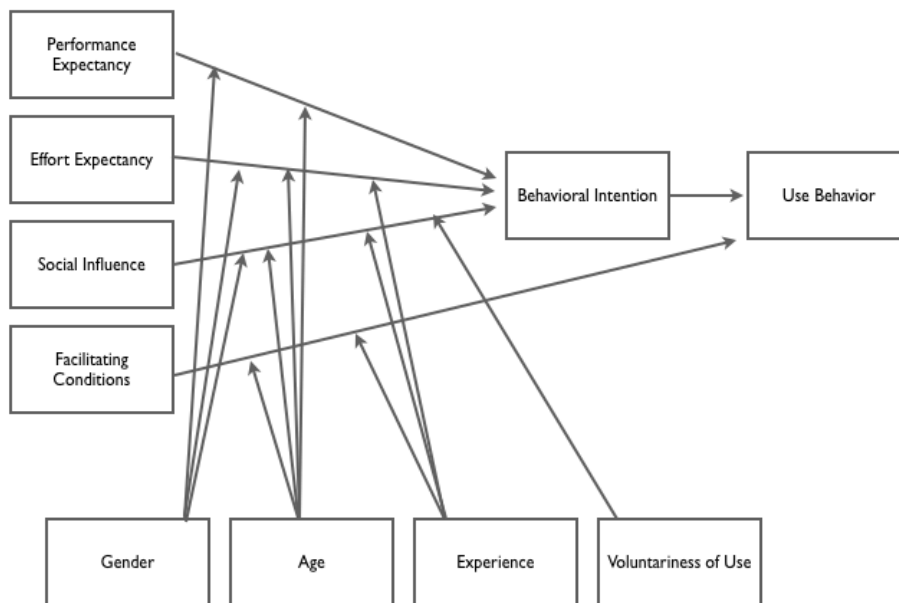 Performance
Expectancy
Effort Expectancy
Behavioral Intention
Use Behavior
Social Influence
Facilitating
Conditions
Gender
Age
Experience
Voluntariness of Use